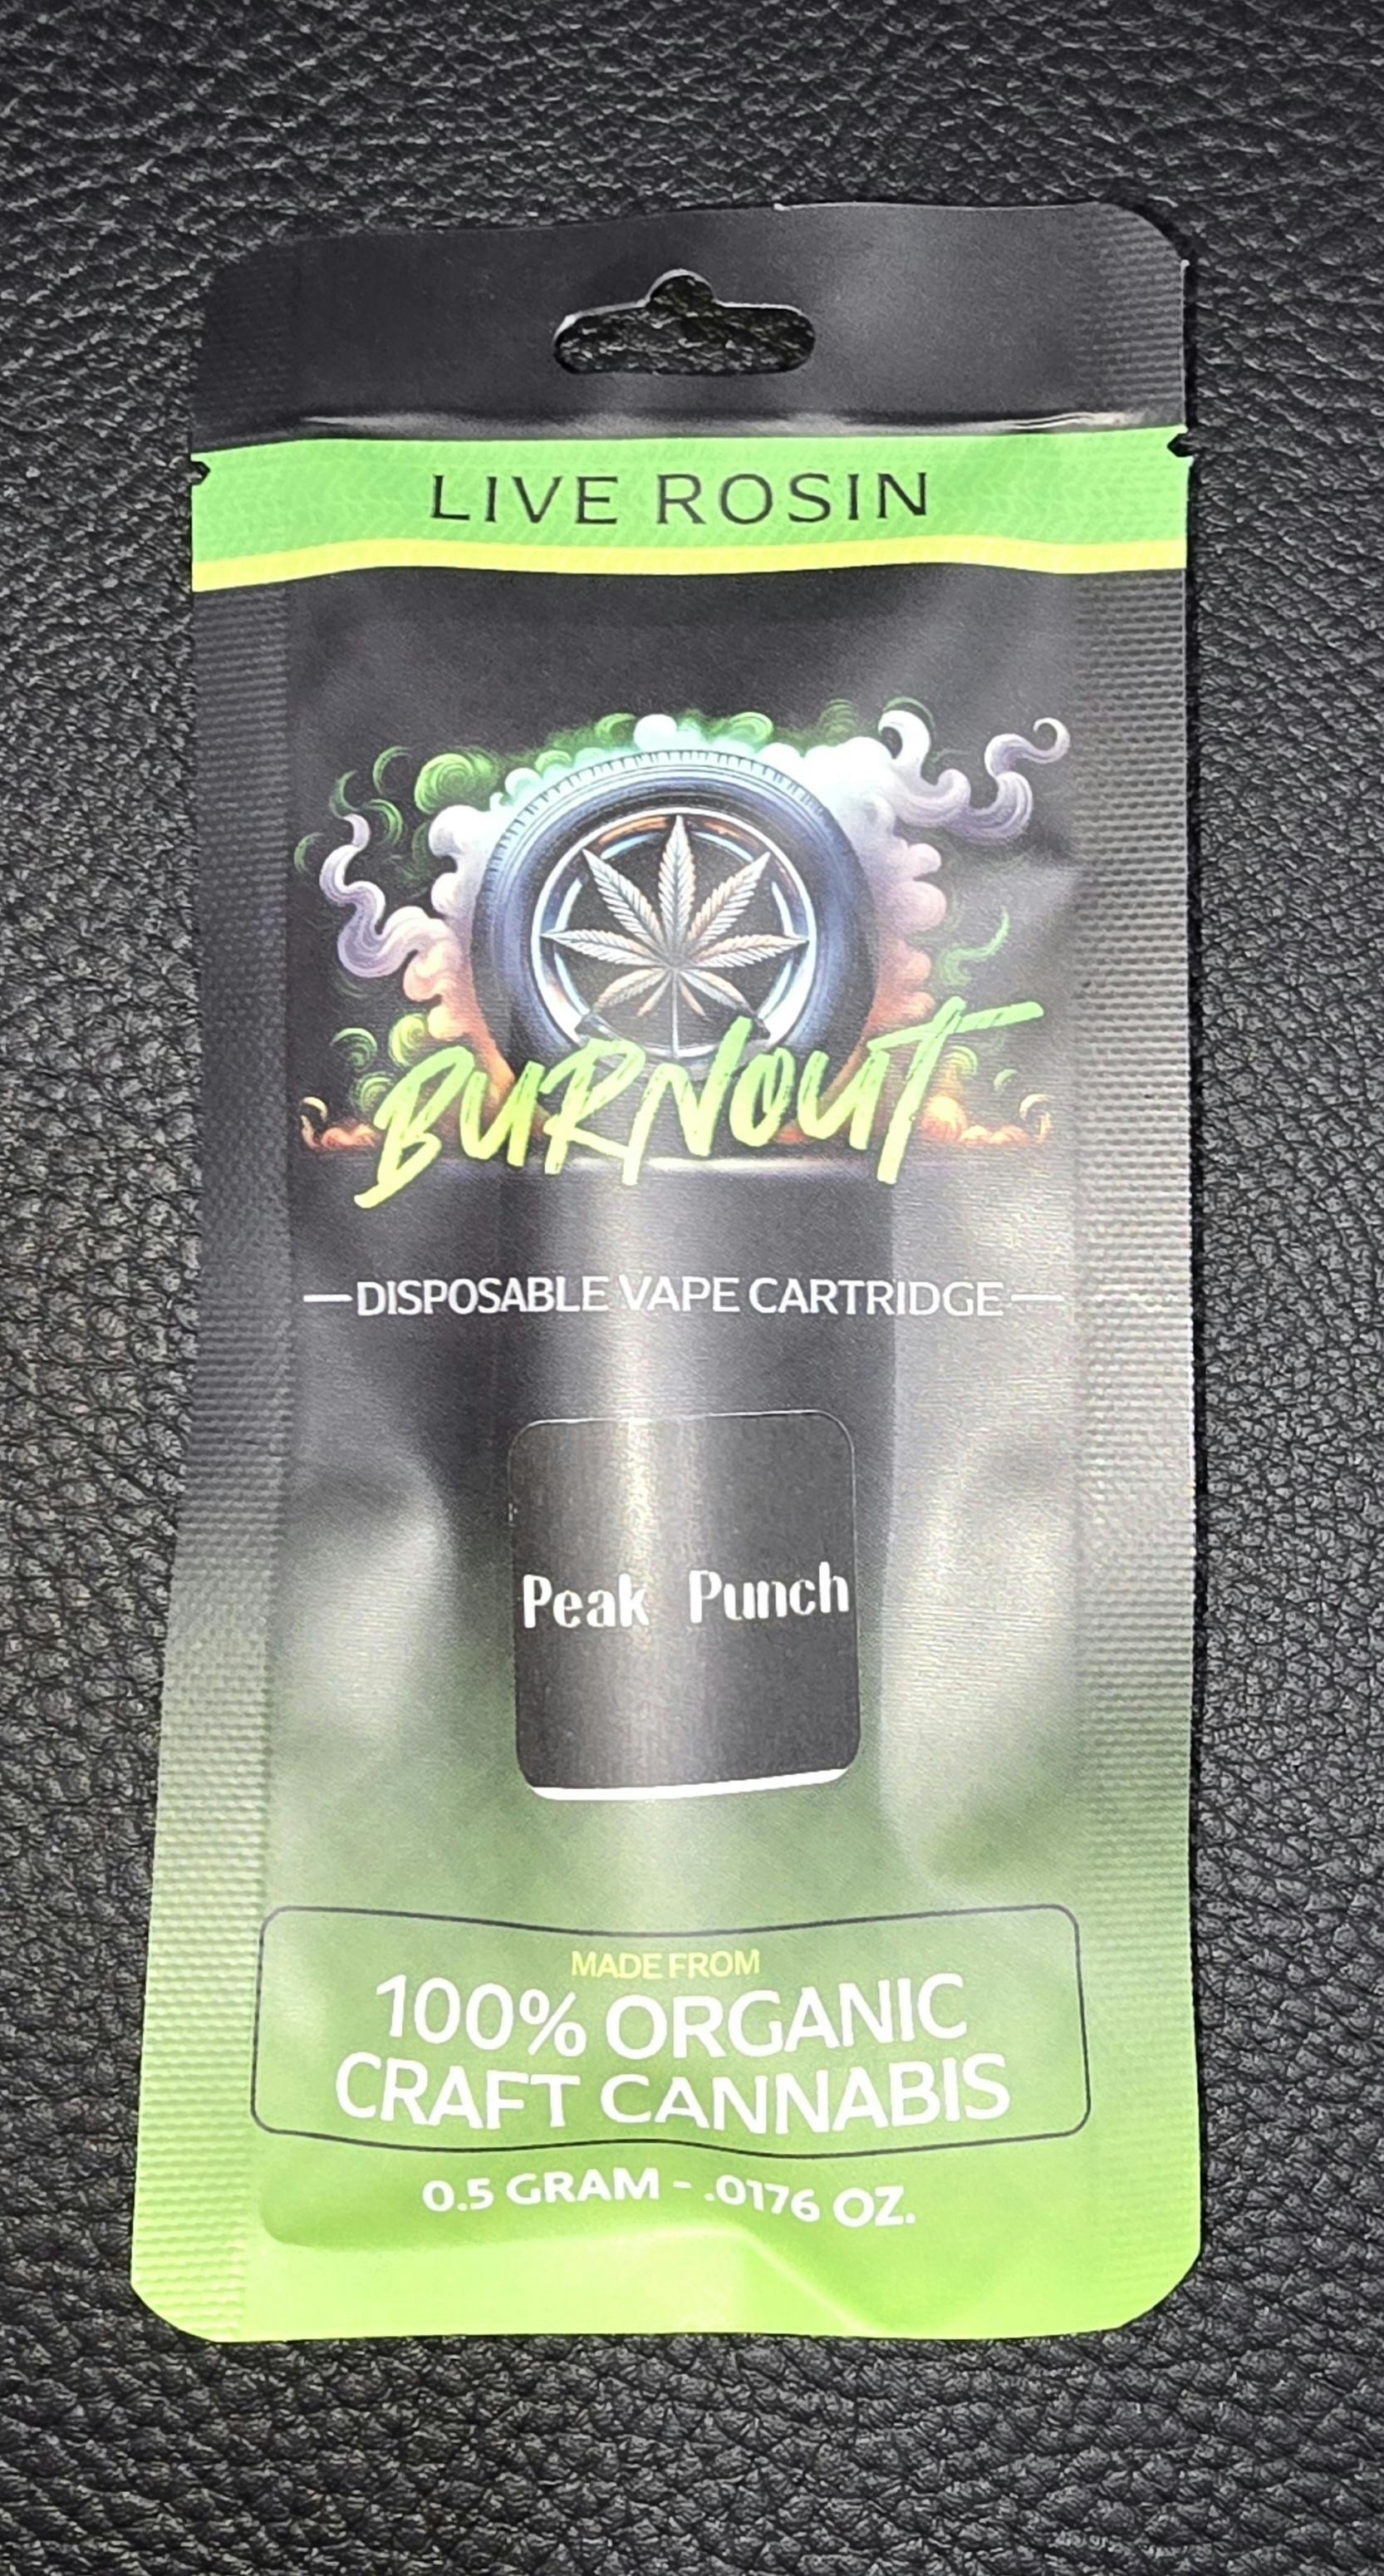 LIVE ROSIN
BURNOUT
—DISPOSABLE VAPE CARTRIDGE—
Peak Punch
MADE FROM
100% ORGANIC
CRAFT CANNABIS
0.5 GRAM - .0176 OZ.